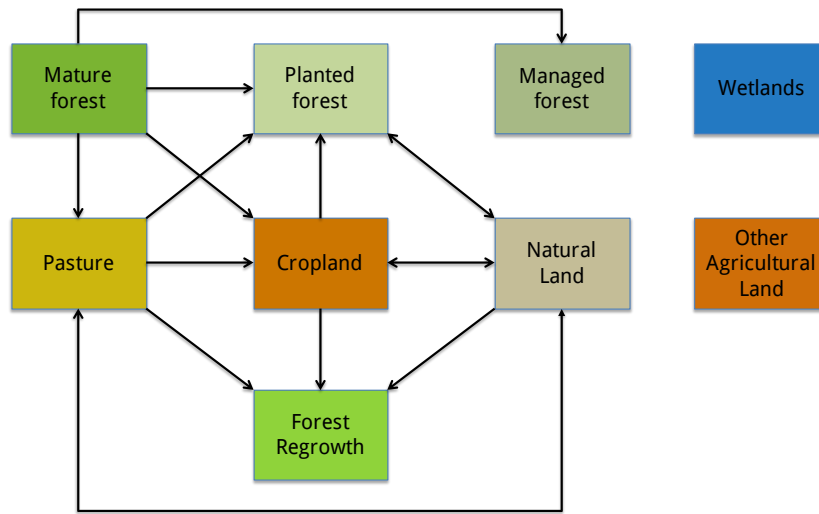 Mature
forest
Planted
forest
Managed
forest
Wetlands
Pasture
Cropland
Natural
Land
Other
Agricultural
Land
Forest
Regrowth